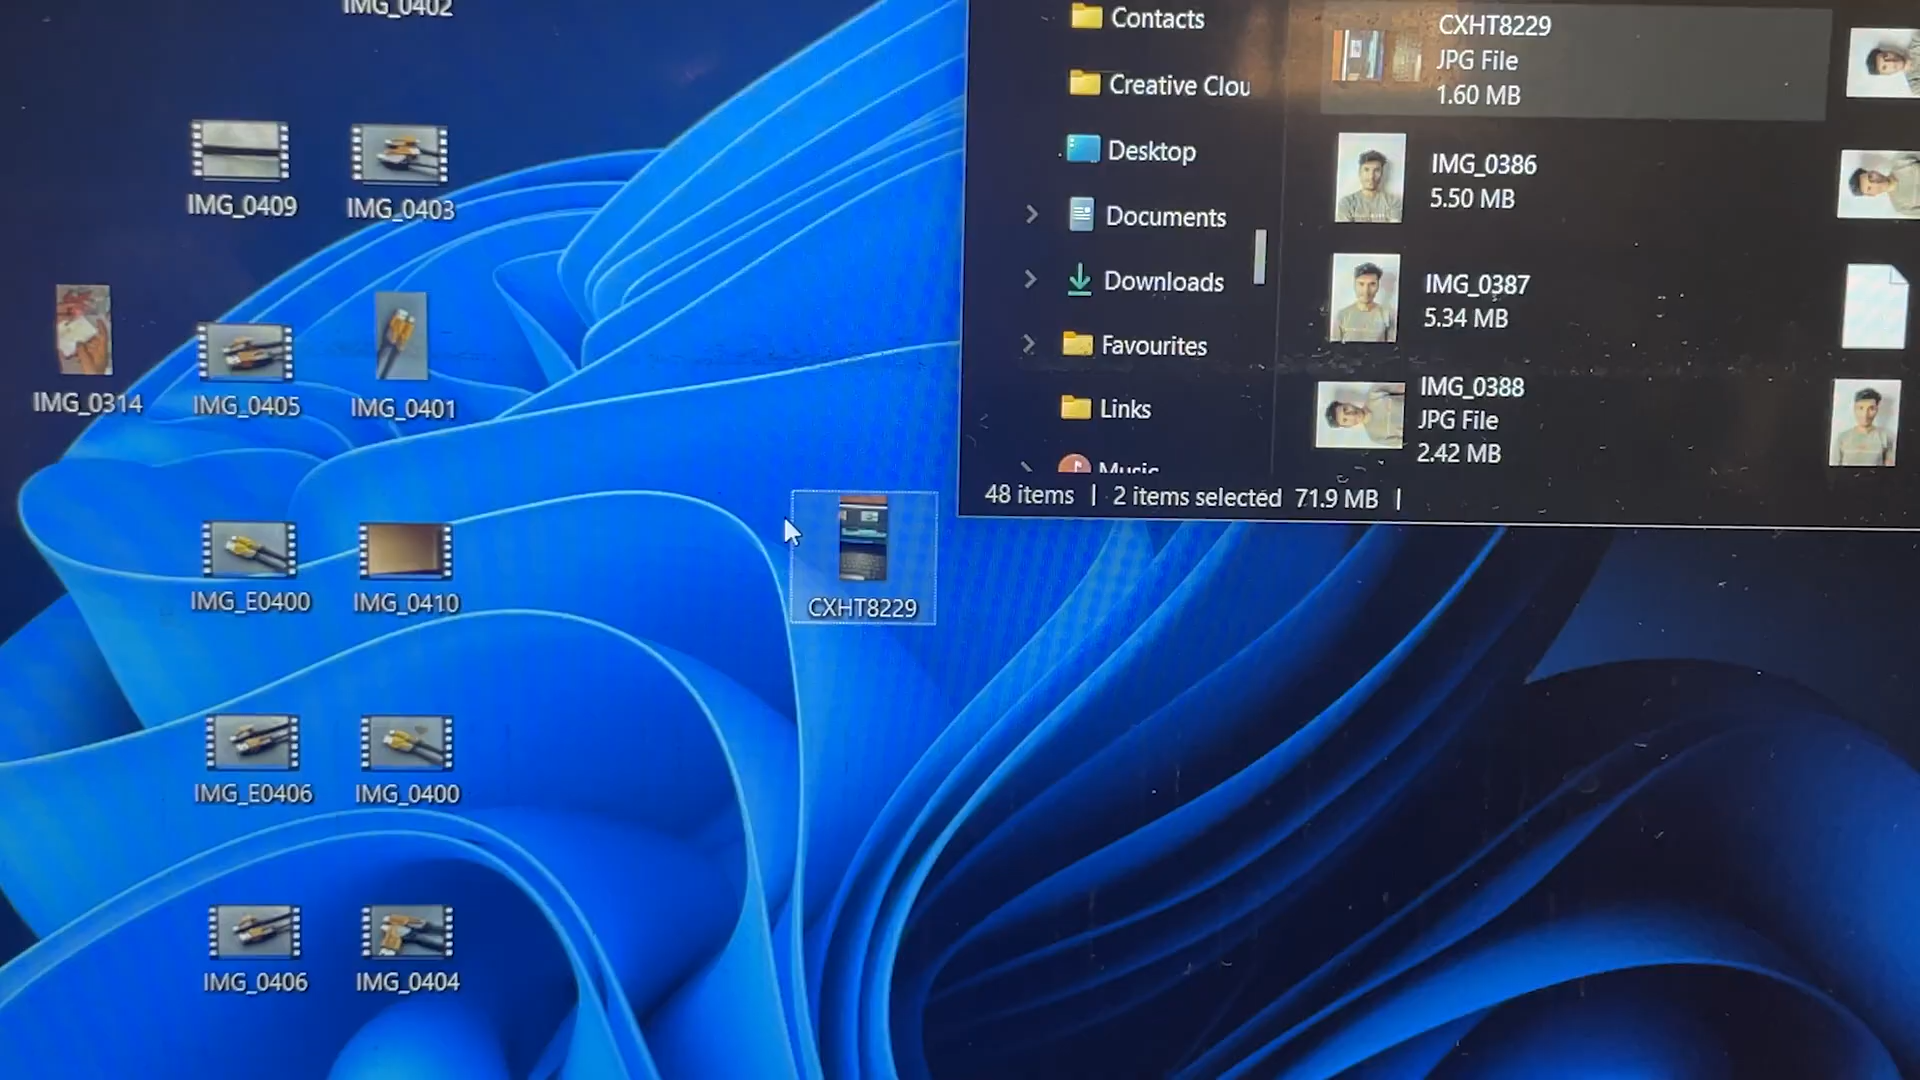 IMG_0402
IMG_0409
IMG_0403
IMG_0314
IMG_0405
IMG_0401
IMG_E0400
IMG_0410
IMG_E0406
IMG_0400
IMG_0406
IMG_0404
CXHT8229
Contacts
Creative Clou
Desktop
Documents
Downloads
Favourites
Links
Music
CXHT8229
JPG File
1.60 MB
IMG_0386
5.50 MB
IMG_0387
5.34 MB
IMG_0388
JPG File
2.42 MB
48 items | 2 items selected 71.9 MB |